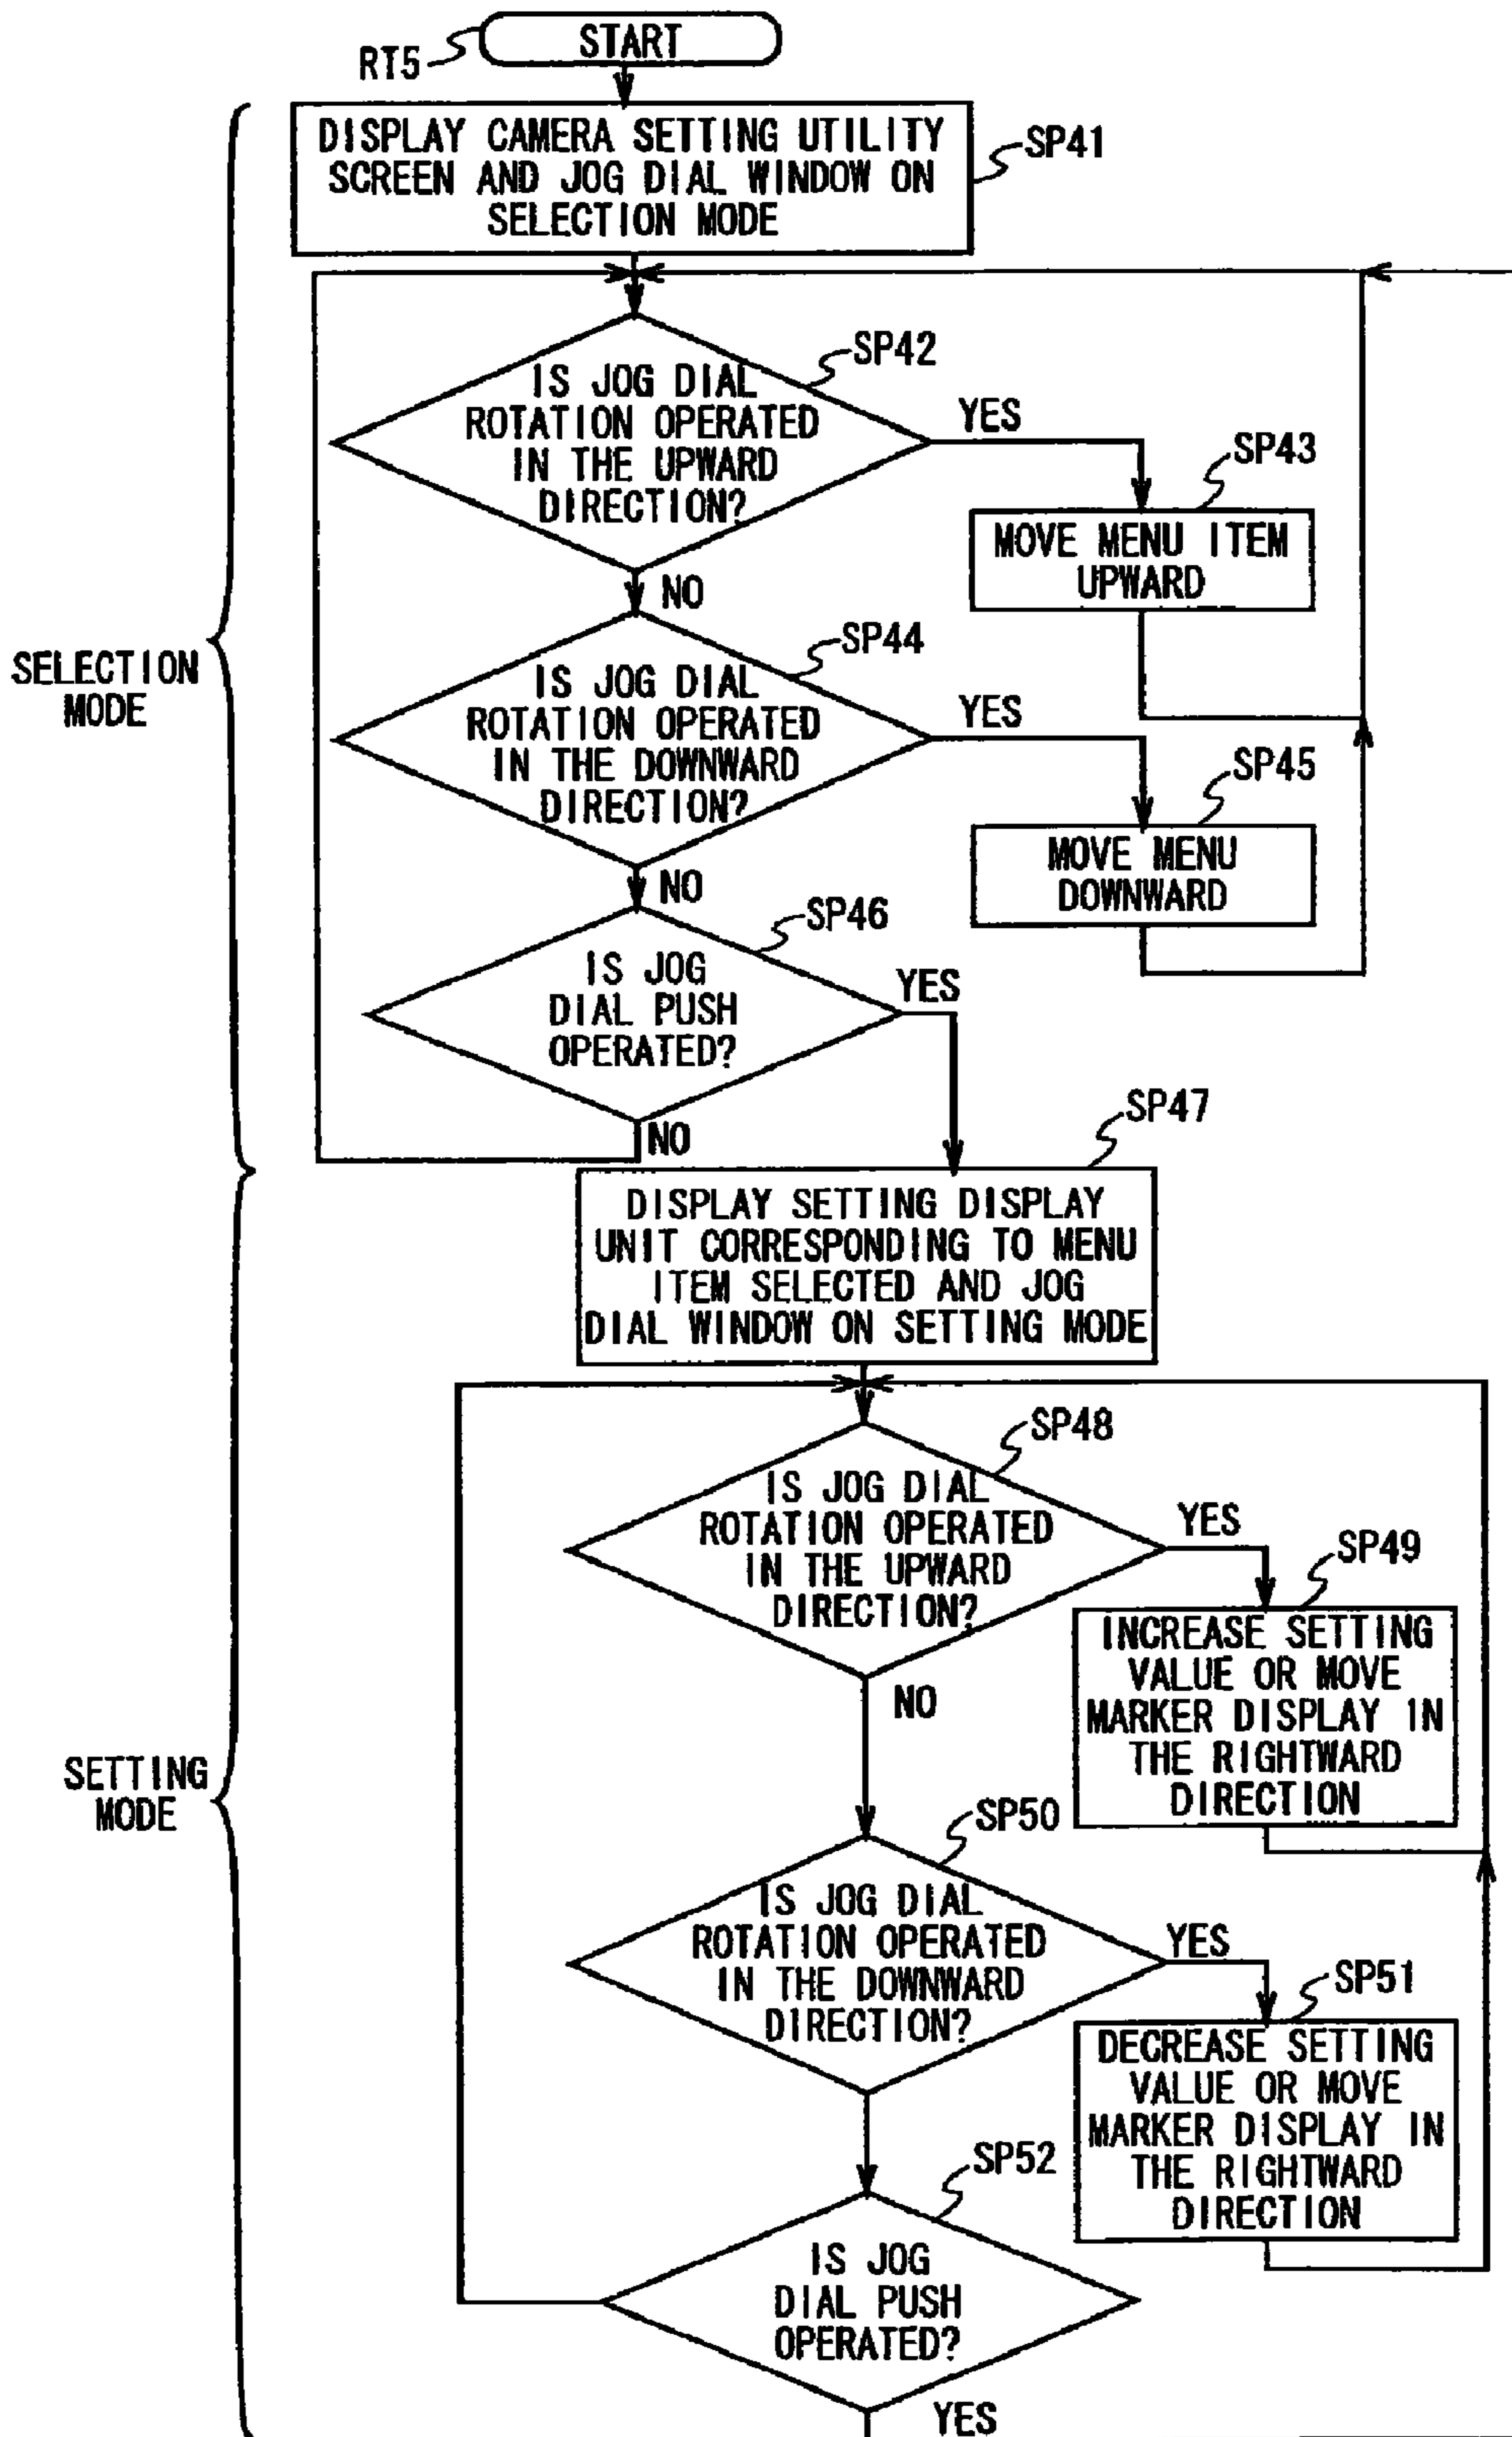 RT5
START
DISPLAY CAMERA SETTING UTILITY
SCREEN AND JOG DIAL WINDOW ON
SELECTION MODE
SP41
SP42
IS JOG DIAL
ROTATION OPERATED
IN THE UPWARD
DIRECTION?
YES
SP43
MOVE MENU ITEM
UPWARD
NO
SP44
IS JOG DIAL
ROTATION OPERATED
IN THE DOWNWARD
DIRECTION?
YES
SP45
MOVE MENU
DOWNWARD
SELECTION
MODE
NO
SP46
IS JOG
DIAL PUSH
OPERATED?
YES
NO
SP47
DISPLAY SETTING DISPLAY
UNIT CORRESPONDING TO MENU
ITEM SELECTED AND JOG
DIAL WINDOW ON SETTING MODE
SP48
IS JOG DIAL
ROTATION OPERATED
IN THE UPWARD
DIRECTION?
YES
SP49
INCREASE SETTING
VALUE OR MOVE
MARKER DISPLAY IN
THE RIGHTWARD
DIRECTION
NO
SETTING
MODE
SP50
IS JOG DIAL
ROTATION OPERATED
IN THE DOWNWARD
DIRECTION?
YES
SP51
DECREASE SETTING
VALUE OR MOVE
MARKER DISPLAY IN
THE RIGHTWARD
DIRECTION
SP52
IS JOG
DIAL PUSH
OPERATED?
YES